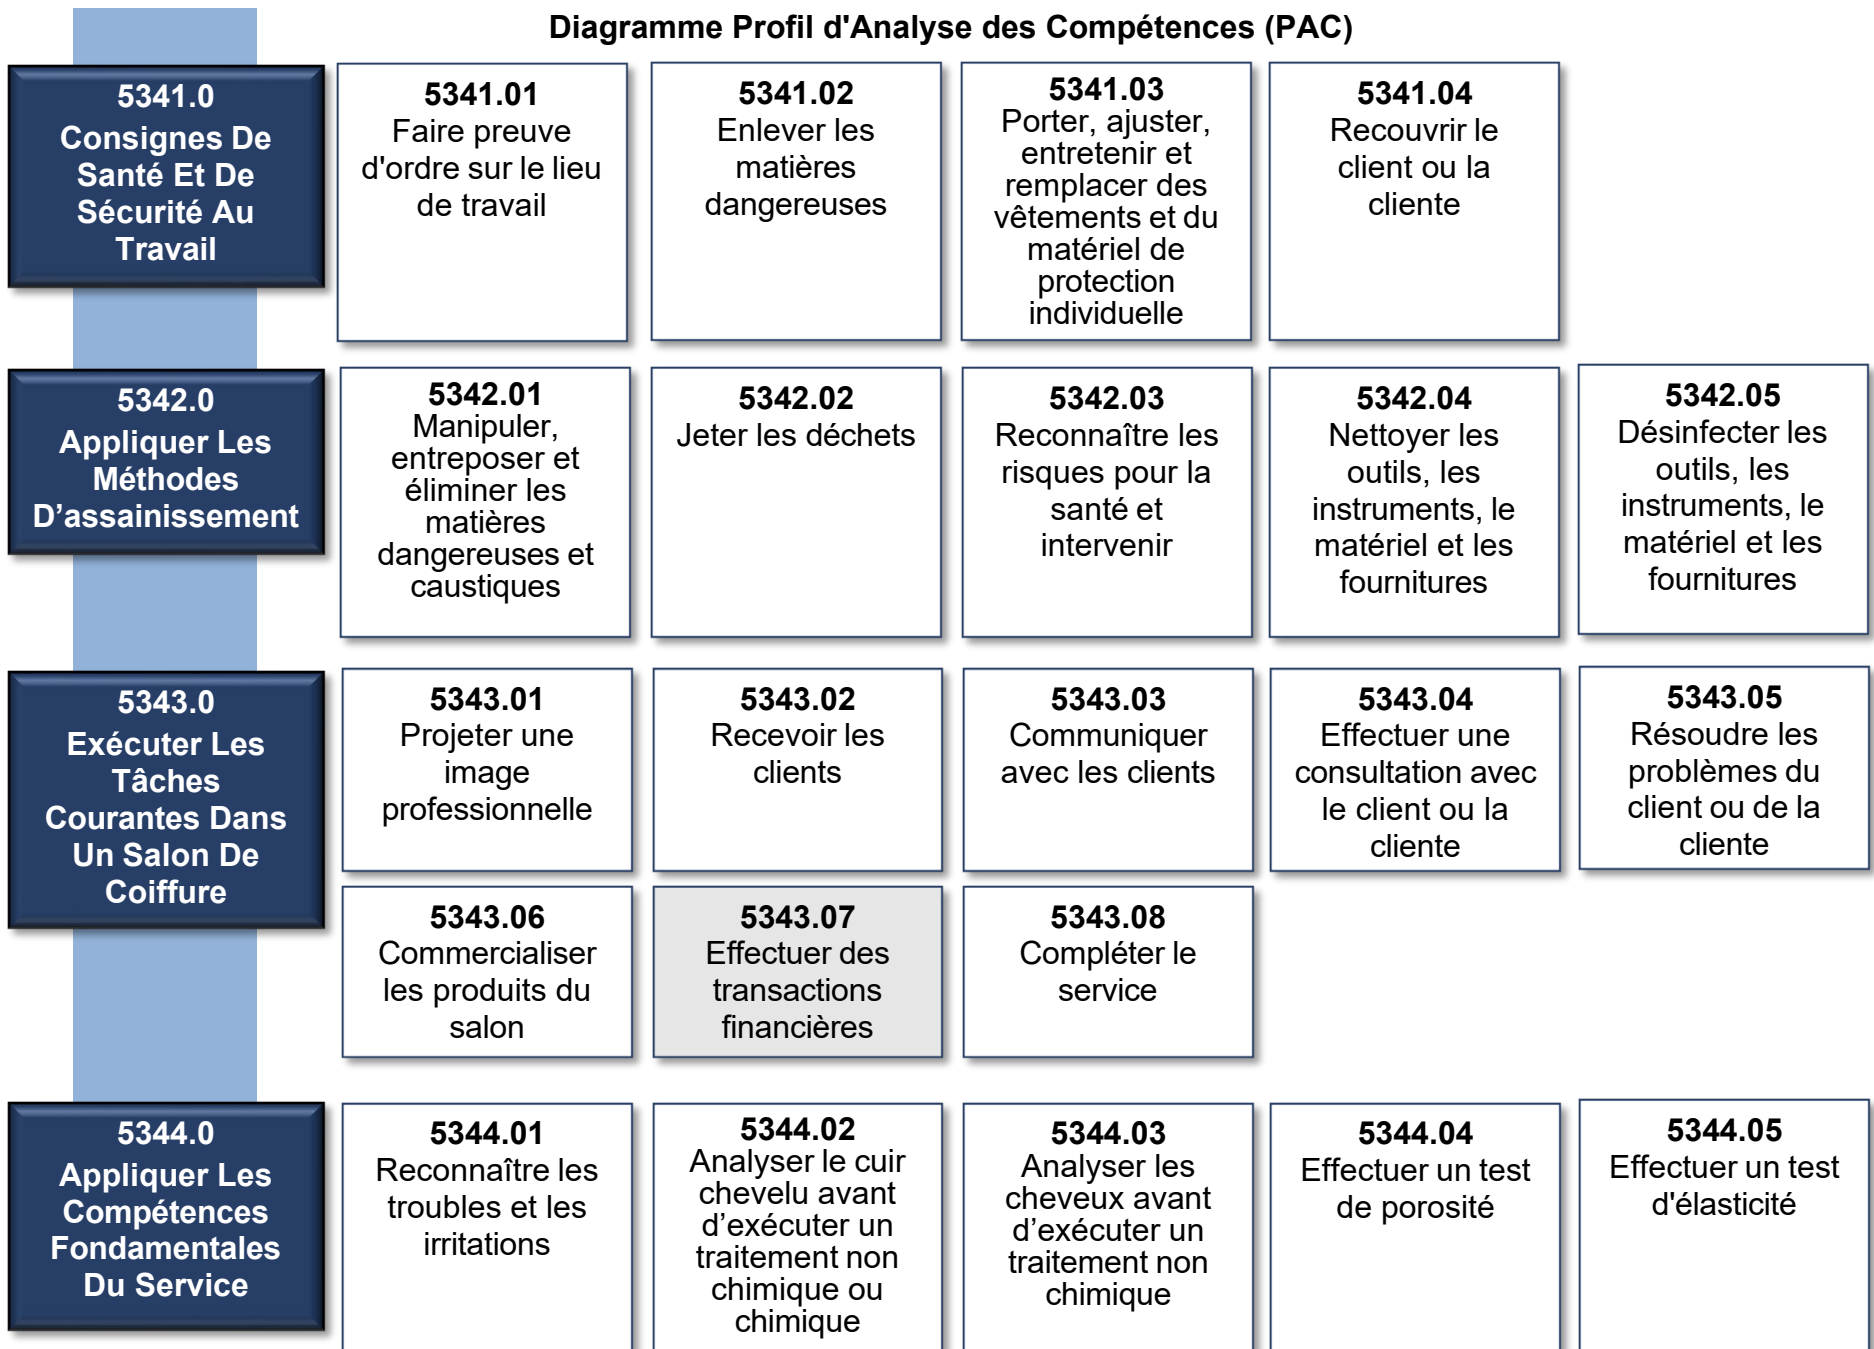 Diagramme Profil d'Analyse des Compétences (PAC)
5341.0
Consignes De
Santé Et De
Sécurité Au
Travail
5341.01
Faire preuve
d'ordre sur le lieu
de travail
5341.02
Enlever les
matières
dangereuses
5341.03
Porter, ajuster,
entretenir et
remplacer des
vêtements et du
matériel de
protection
individuelle
5341.04
Recouvrir le
client ou la
cliente
5342.0
Appliquer Les
Méthodes
D’assainissement
5342.01
Manipuler,
entreposer et
éliminer les
matières
dangereuses et
caustiques
5342.02
Jeter les déchets
5342.03
Reconnaître les
risques pour la
santé et
intervenir
5342.04
Nettoyer les
outils, les
instruments, le
matériel et les
fournitures
5342.05
Désinfecter les
outils, les
instruments, le
matériel et les
fournitures
5343.0
Exécuter Les
Tâches
Courantes Dans
Un Salon De
Coiffure
5343.01
Projeter une
image
professionnelle
5343.02
Recevoir les
clients
5343.03
Communiquer
avec les clients
5343.04
Effectuer une
consultation avec
le client ou la
cliente
5343.05
Résoudre les
problèmes du
client ou de la
cliente
5343.06
Commercialiser
les produits du
salon
5343.07
Effectuer des
transactions
financières
5343.08
Compléter le
service
5344.0
Appliquer Les
Compétences
Fondamentales
Du Service
5344.01
Reconnaître les
troubles et les
irritations
5344.02
Analyser le cuir
chevelu avant
d’exécuter un
traitement non
chimique ou
chimique
5344.03
Analyser les
cheveux avant
d’exécuter un
traitement non
chimique
5344.04
Effectuer un test
de porosité
5344.05
Effectuer un test
d'élasticité